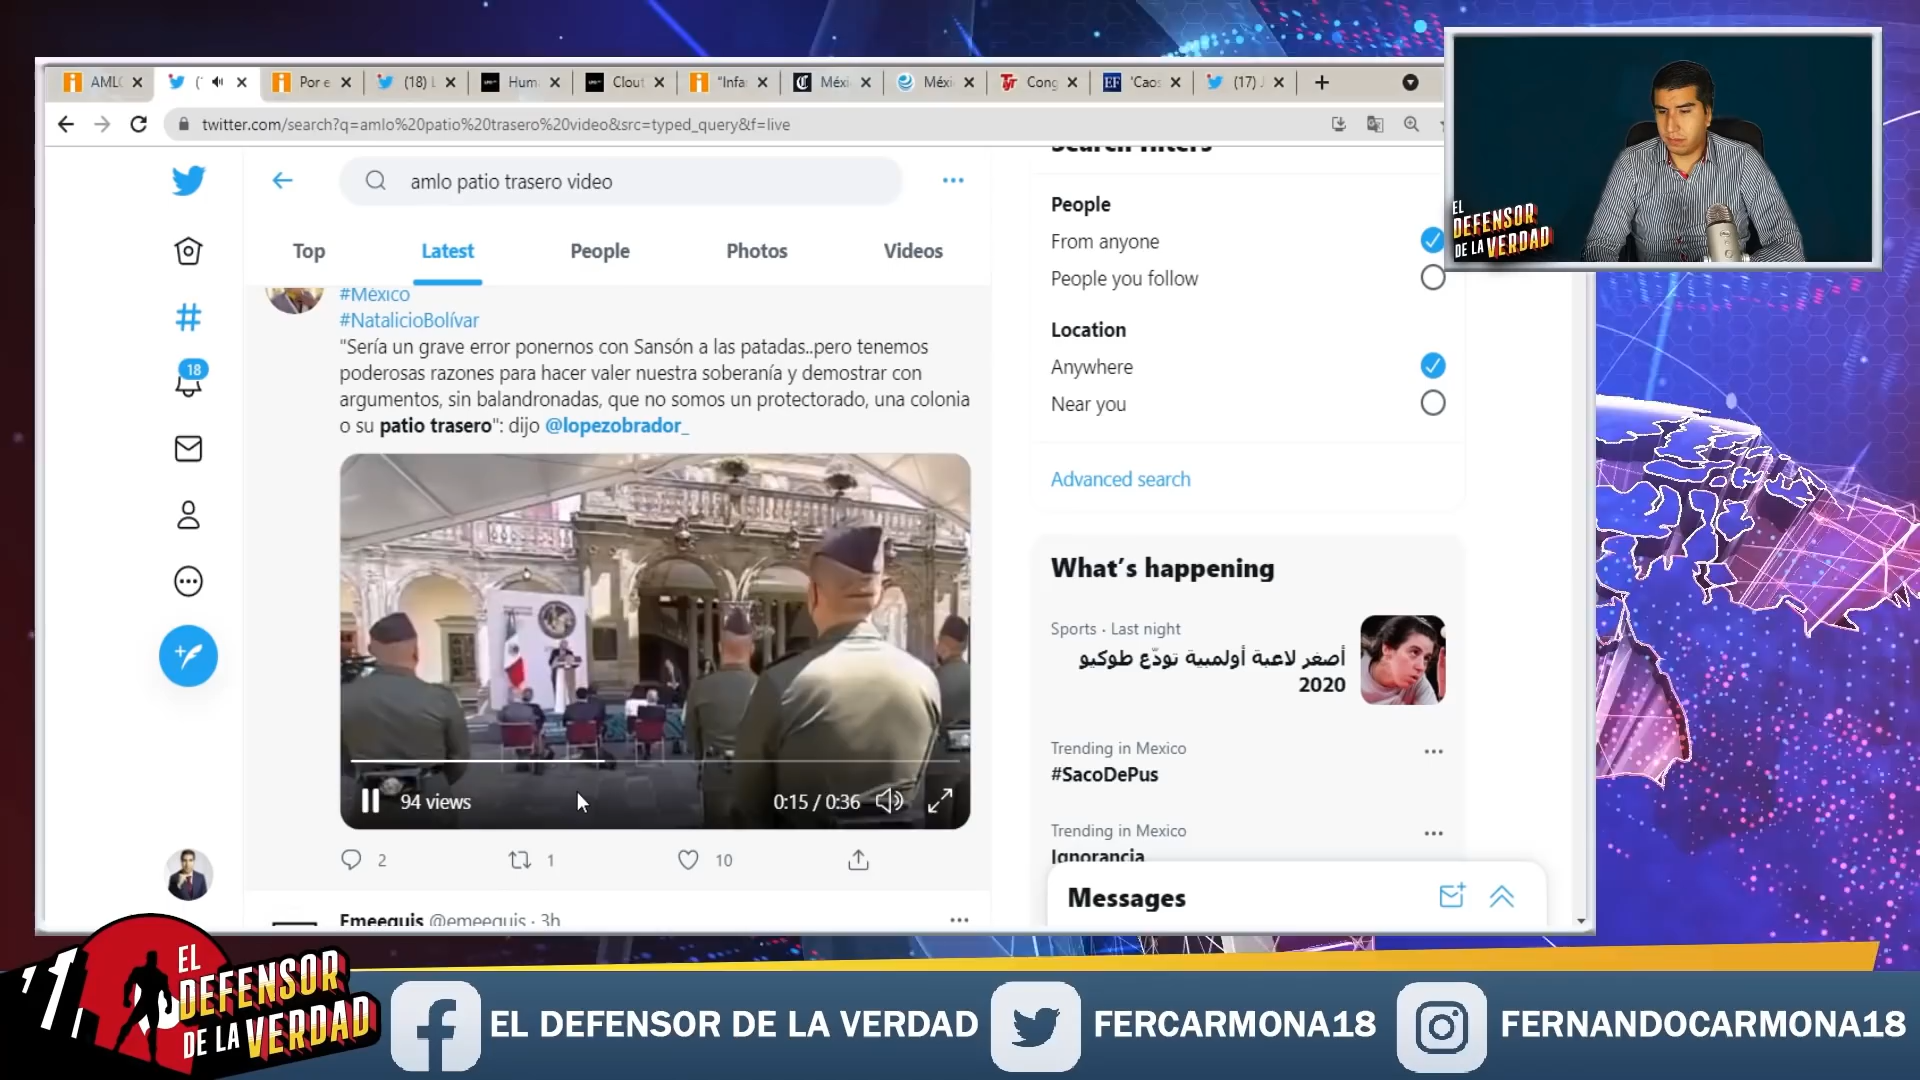 AMLO
Por e
(18) L
Hum
Clout
"Infa
Méxi
Méxi
Cong
'Caos
(17) J
twitter.com/search?q=amlo%20patio%20trasero%20video&src=typed_query&f=live
amlo patio trasero video
Top
Latest
People
Photos
Videos
18
#México
#NatalicioBolívar
"Sería un grave error ponernos con Sansón a las patadas..pero tenemos
poderosas razones para hacer valer nuestra soberanía y demostrar con
argumentos, sin balandronadas, que no somos un protectorado, una colonia
o su patio trasero": dijo @lopezobrador_
94 views
0:15 / 0:36
2
1
10
Emeequis @emeequis · 3h
Search filters
People
From anyone
People you follow
Location
Anywhere
Near you
Advanced search
What's happening
Sports · Last night
أصغر لاعبة أولمبية تودّع طوكيو
2020
Trending in Mexico
#SacoDePus
Trending in Mexico
Ignorancia
Messages
EL
DEFENSOR
DE LA VERDAD
EL
DEFENSOR
DE LA VERDAD
EL DEFENSOR DE LA VERDAD
FERCARMONA18
FERNANDOCARMONA18